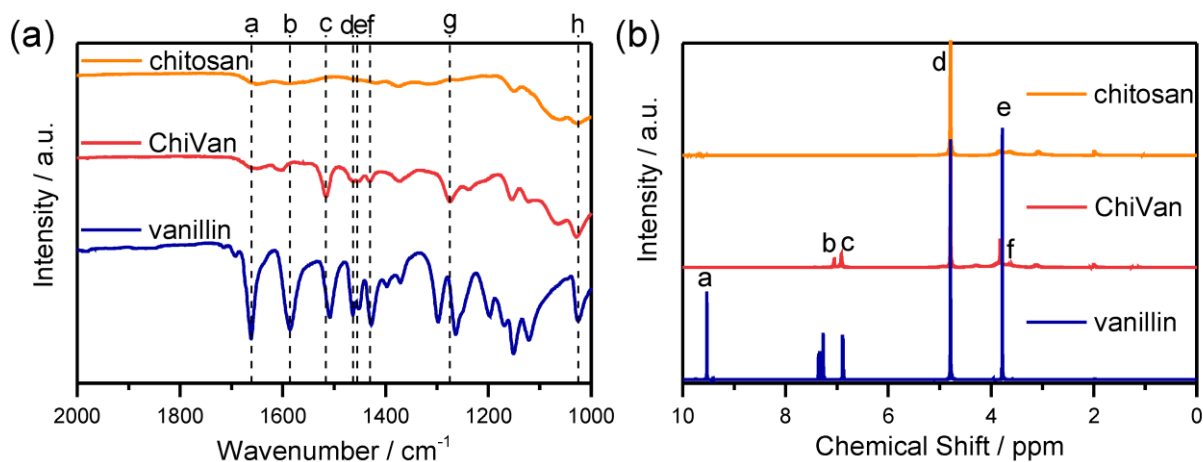 (a)
a b c d e f g h
chitosan
ChiVan
vanillin
Intensity / a.u.
2000 1800 1600 1400 1200 1000
Wavenumber / cm⁻¹
(b)
d
chitosan
e
ChiVan
b c
f
a
vanillin
Intensity / a.u.
10 8 6 4 2 0
Chemical Shift / ppm